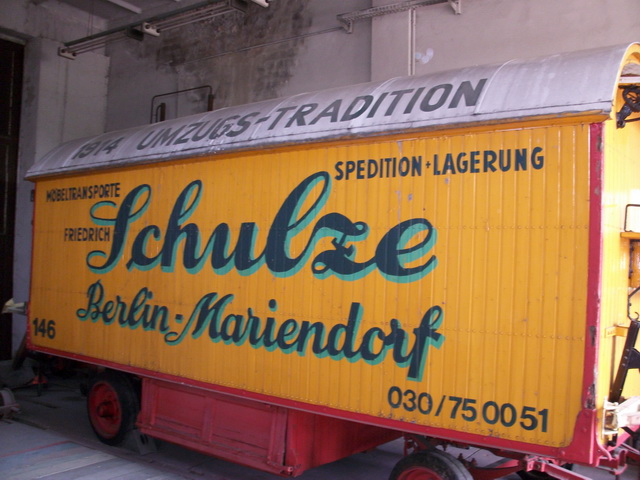 1914 UMZUGS-TRADITION
SPEDITION + LAGERUNG
MÖBELTRANSPORTE
FRIEDRICH Schulze
Berlin-Mariendorf
146
030/75 00 51